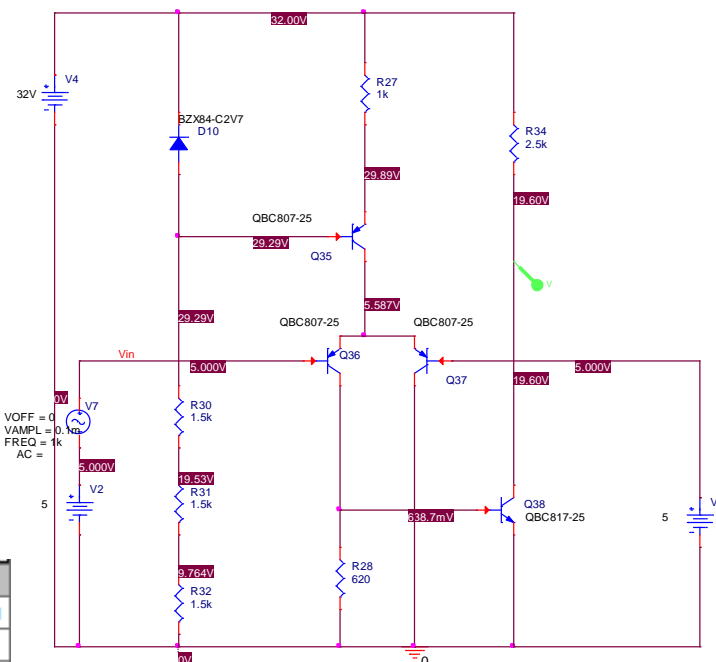 32.00V
V4
32V
R27
1k
BZX84-C2V7
D10
R34
2.5k
29.89V
19.60V
QBC807-25
29.29V
Q35
V
5.587V
29.29V
QBC807-25
QBC807-25
Vin
Q36
5.000V
5.000V
Q37
19.60V
0V
V7
VOFF = 0
VAMPL = 0.1m
FREQ = 1k
AC =
R30
1.5k
5.000V
19.53V
V2
5
R31
1.5k
Q38
638.7mV
QBC817-25
V
5
9.764V
R28
620
R32
1.5k
0V
0